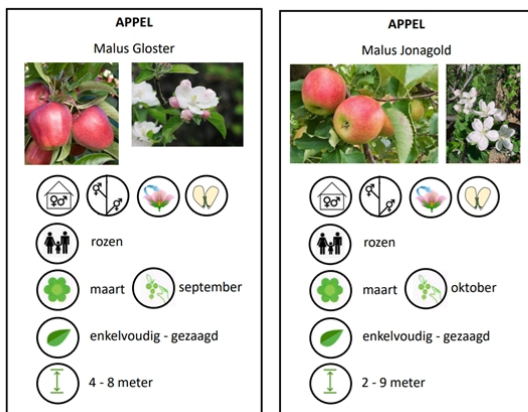 APPEL
Malus Gloster
rozen
maart
september
enkelvoudig - gezaagd
4 - 8 meter
APPEL
Malus Jonagold
rozen
maart
oktober
enkelvoudig - gezaagd
2 - 9 meter